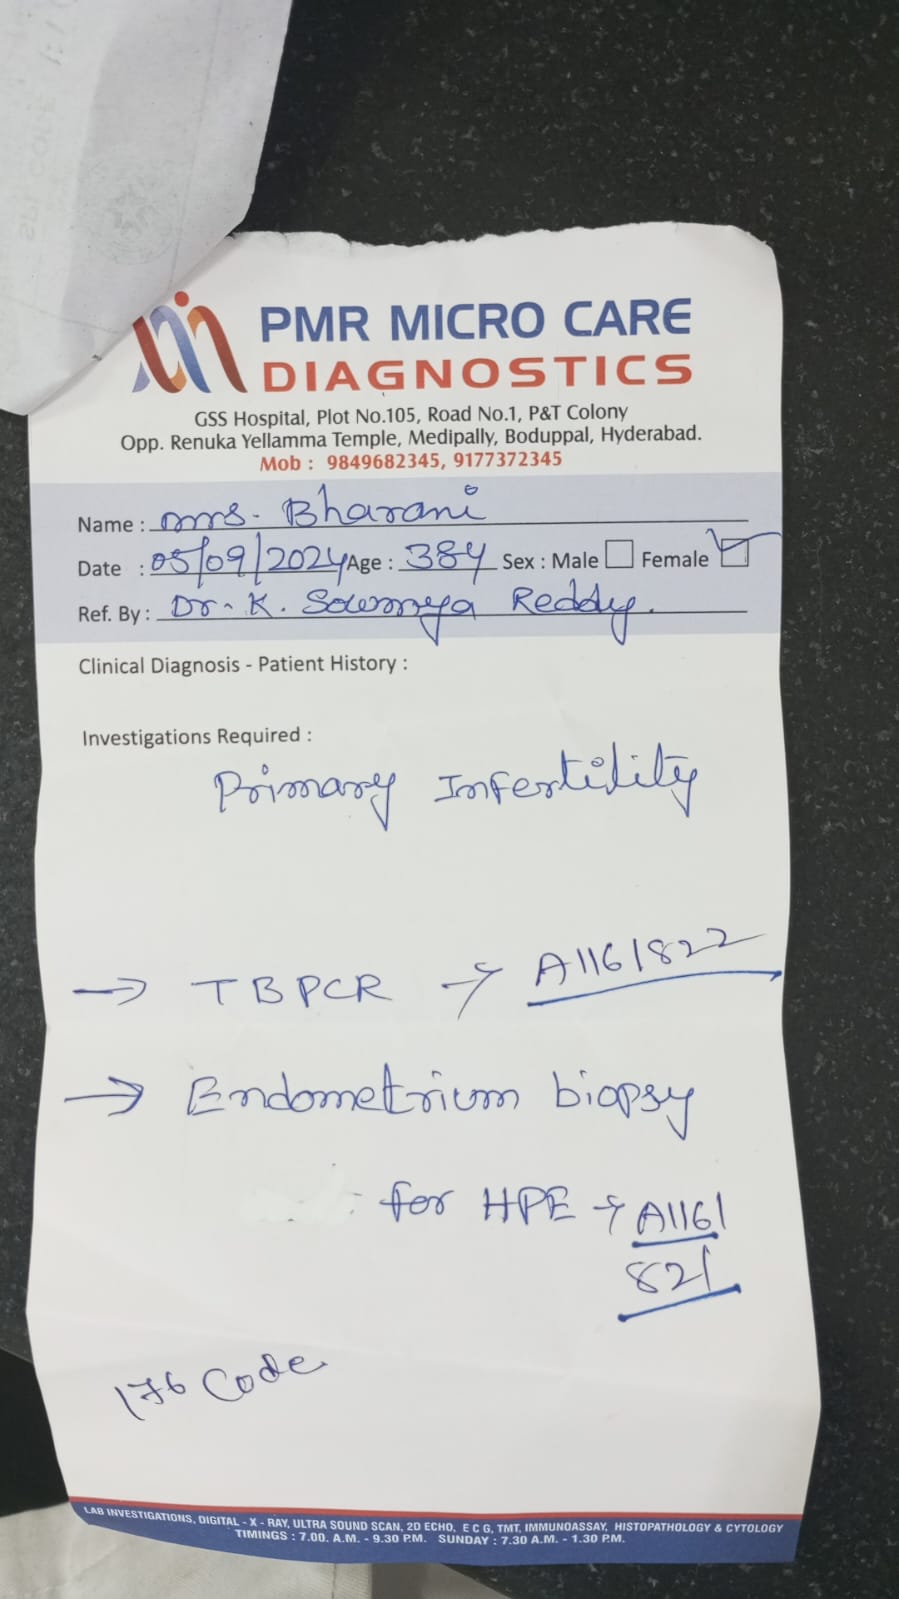 PMR MICRO CARE
DIAGNOSTICS
GSS Hospital, Plot No.105, Road No.1, P&T Colony
Opp. Renuka Yellamma Temple, Medipally, Boduppal, Hyderabad.
Mob : 9849682345, 9177372345
Name : mrs. Bharani
Date : 05/09/2024 Age : 38Y Sex : Male Female
Ref. By : Dr. K. Sowmya Reddy.
Clinical Diagnosis - Patient History :
Investigations Required :
Primary Infertility
→ TBPCR → A1161822
→ Endometrium biopsy
for HPE → A1161
821
176 Code
LAB INVESTIGATIONS, DIGITAL - X - RAY, ULTRA SOUND SCAN, 2D ECHO, E C G, TMT, IMMUNOASSAY, HISTOPATHOLOGY & CYTOLOGY
TIMINGS : 7.00. A.M. - 9.30 P.M. SUNDAY : 7.30 A.M. - 1.30 P.M.